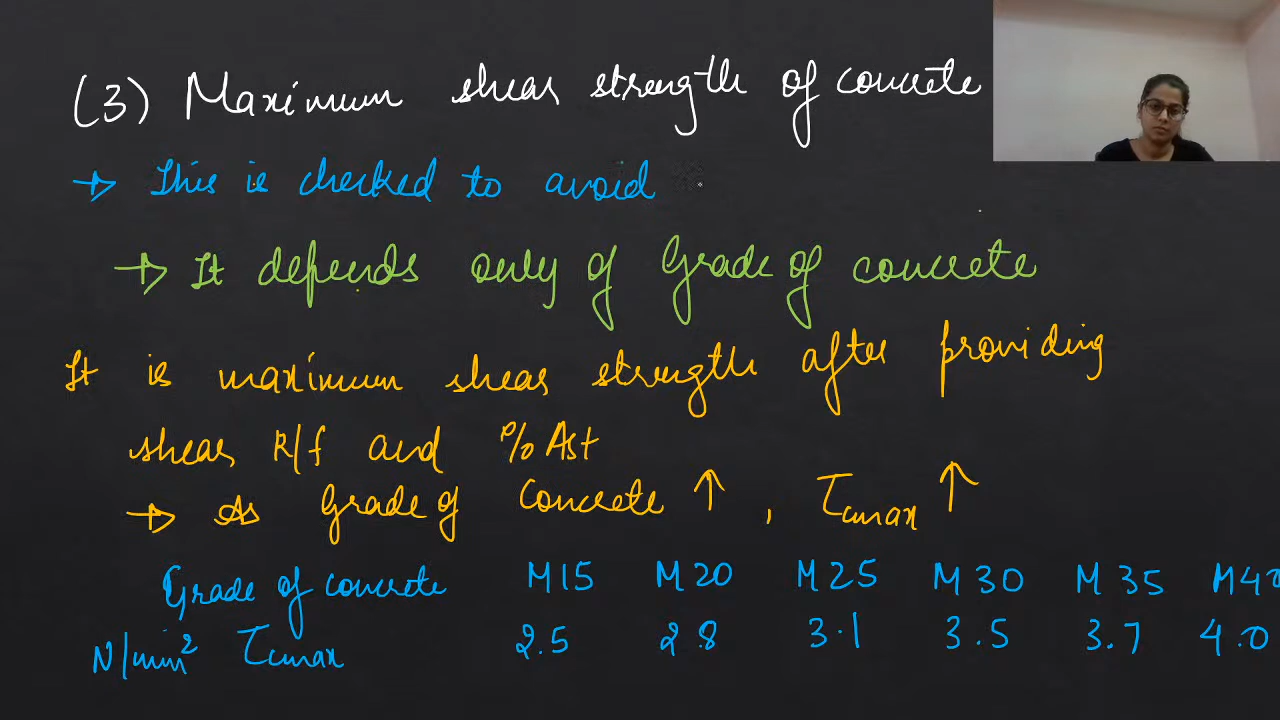 (3) Maximum shear strength of concrete
→ This is checked to avoid
→ It depends only of Grade of concrete
It is maximum shear strength after providing
shear R/f and % Ast
→ As Grade of Concrete ↑, τcmax ↑
Grade of concrete M15 M20 M25 M30 M35 M40
N/mm² τcmax 2.5 2.8 3.1 3.5 3.7 4.0